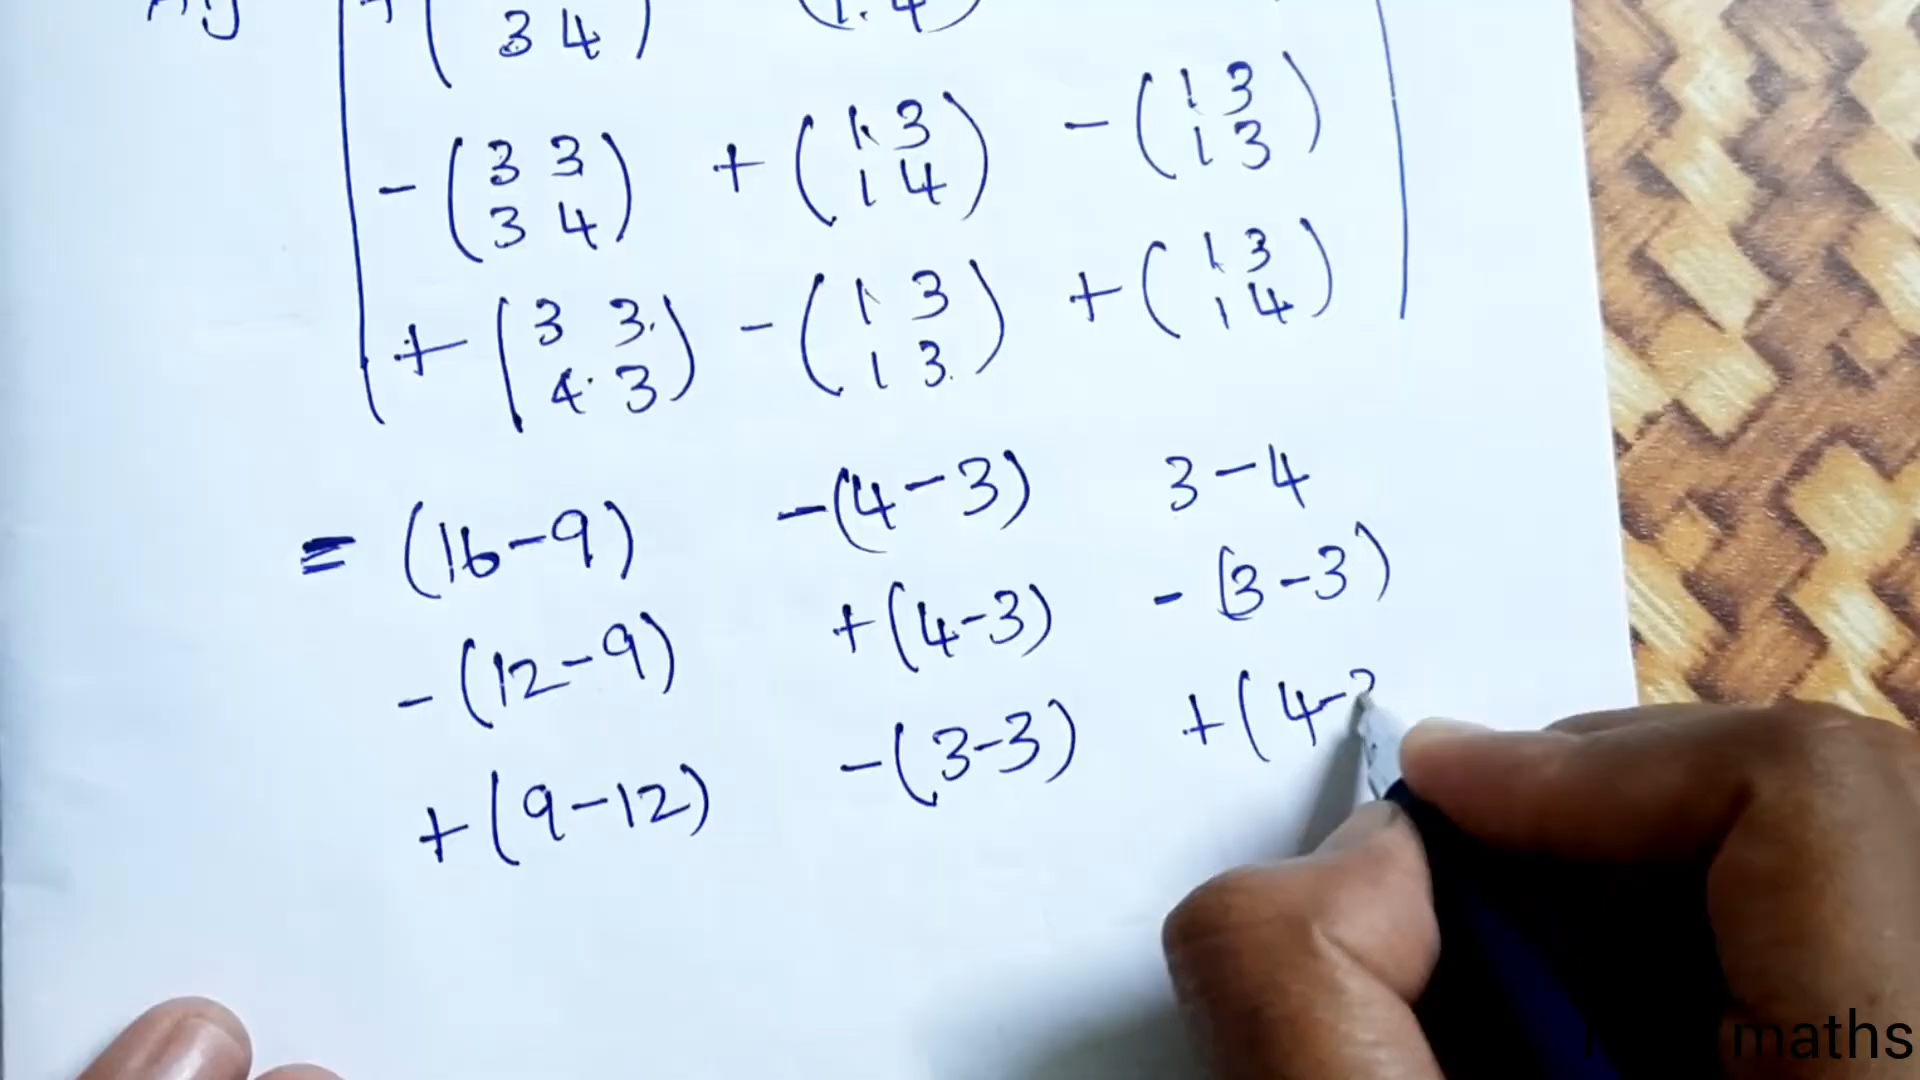 3 4
- (3 3 + (1 3 - (1 3
3 4) 1 4) 1 3)
+ (3 3 - (1 3 + (1 3
4 3) 1 3) 1 4)
= (16-9) -(4-3) 3-4
-(12-9) +(4-3) -(3-3)
+(9-12) -(3-3) +(4-3
maths